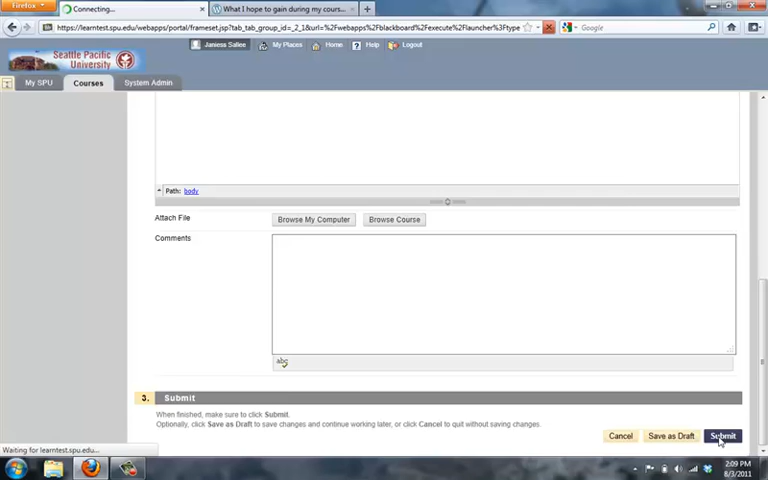 Firefox
Connecting...
What I hope to gain during my cours...
https://learntest.spu.edu/webapps/portal/frameset.jsp?tab_tab_group_id=_2_1&url=%2Fwebapps%2Fblackboard%2Fexecute%2Flauncher%3Ftype
Google
Seattle Pacific
University
Janiess Sallee
My Places
Home
Help
Logout
My SPU
Courses
System Admin
Path: body
Attach File
Browse My Computer
Browse Course
Comments
abc
3. Submit
When finished, make sure to click Submit.
Optionally, click Save as Draft to save changes and continue working later, or click Cancel to quit without saving changes.
Cancel
Save as Draft
Submit
Waiting for learntest.spu.edu...
2:09 PM
8/3/2011